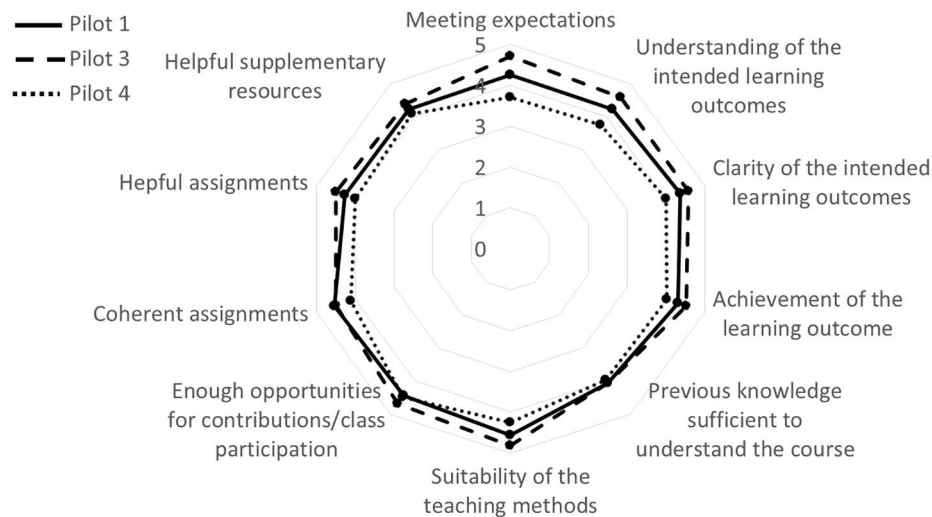 Pilot 1
Pilot 3
Pilot 4
Meeting expectations
Understanding of the
intended learning
outcomes
Clarity of the intended
learning outcomes
Achievement of the
learning outcome
Previous knowledge
sufficient to
understand the course
Suitability of the
teaching methods
Enough opportunities
for contributions/class
participation
Coherent assignments
Hepful assignments
Helpful supplementary
resources
5
4
3
2
1
0